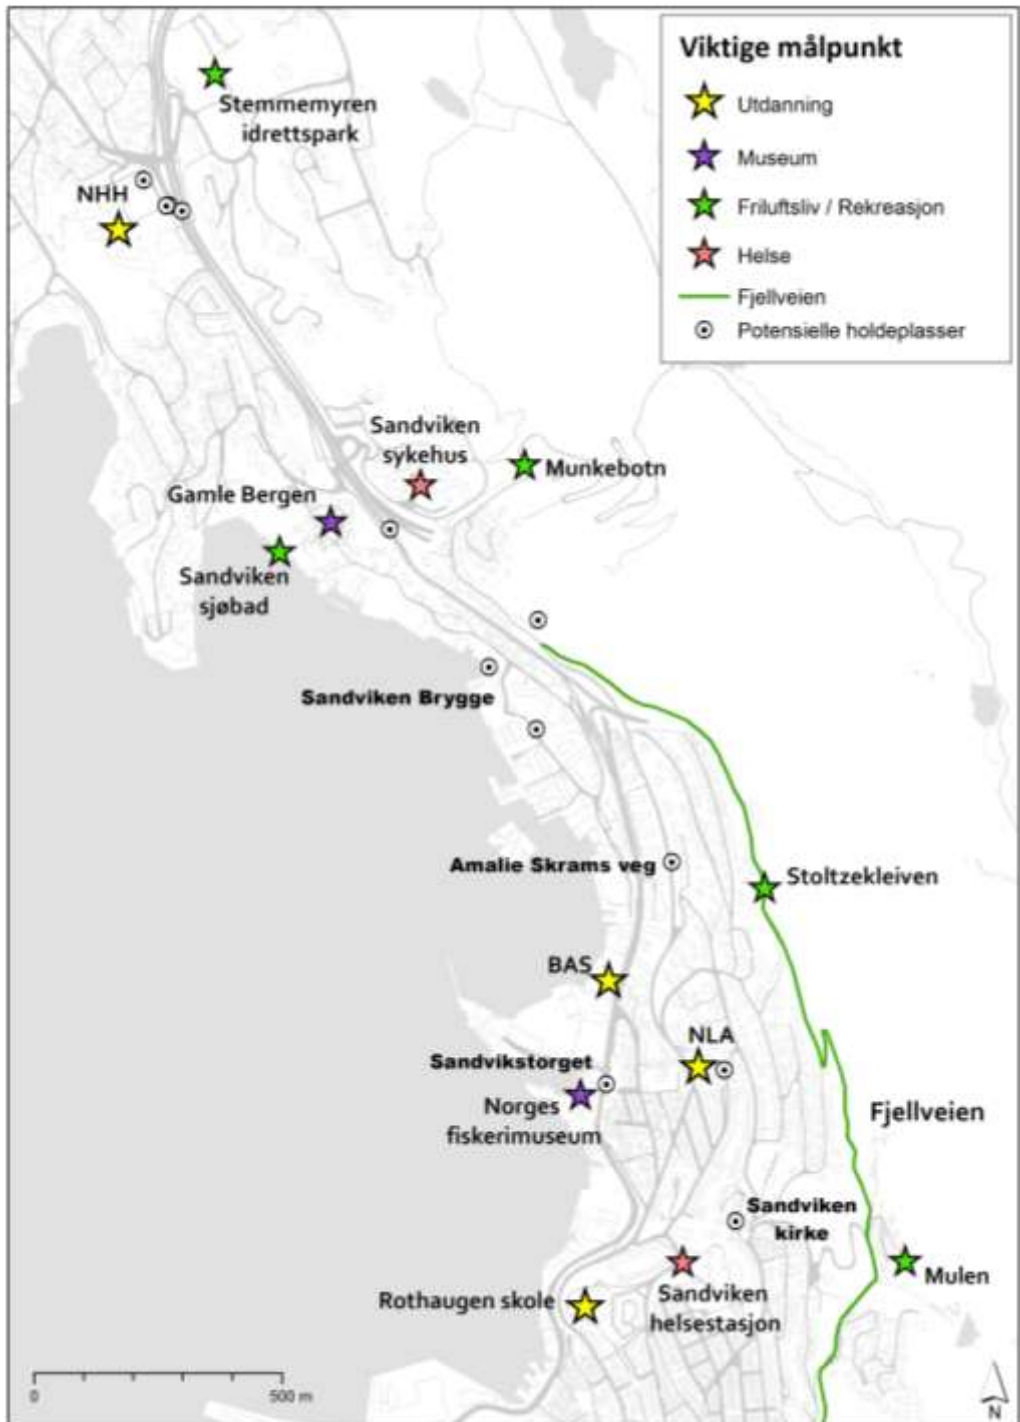 Viktige målpunkt
Utdanning
Museum
Friluftsliv / Rekreasjon
Helse
Fjellveien
Potensielle holdeplasser
Stemmemyren
idrettspark
NHH
Sandviken
sykehus
Munkebotn
Gamle Bergen
Sandviken
sjøbad
Sandviken Brygge
Amalie Skrams veg
Stoltzekleiven
BAS
NLA
Sandvikstorget
Norges
fiskerimuseum
Fjellveien
Sandviken
kirke
Mulen
Rothaugen skole
Sandviken
helsestasjon
0
500 m
N